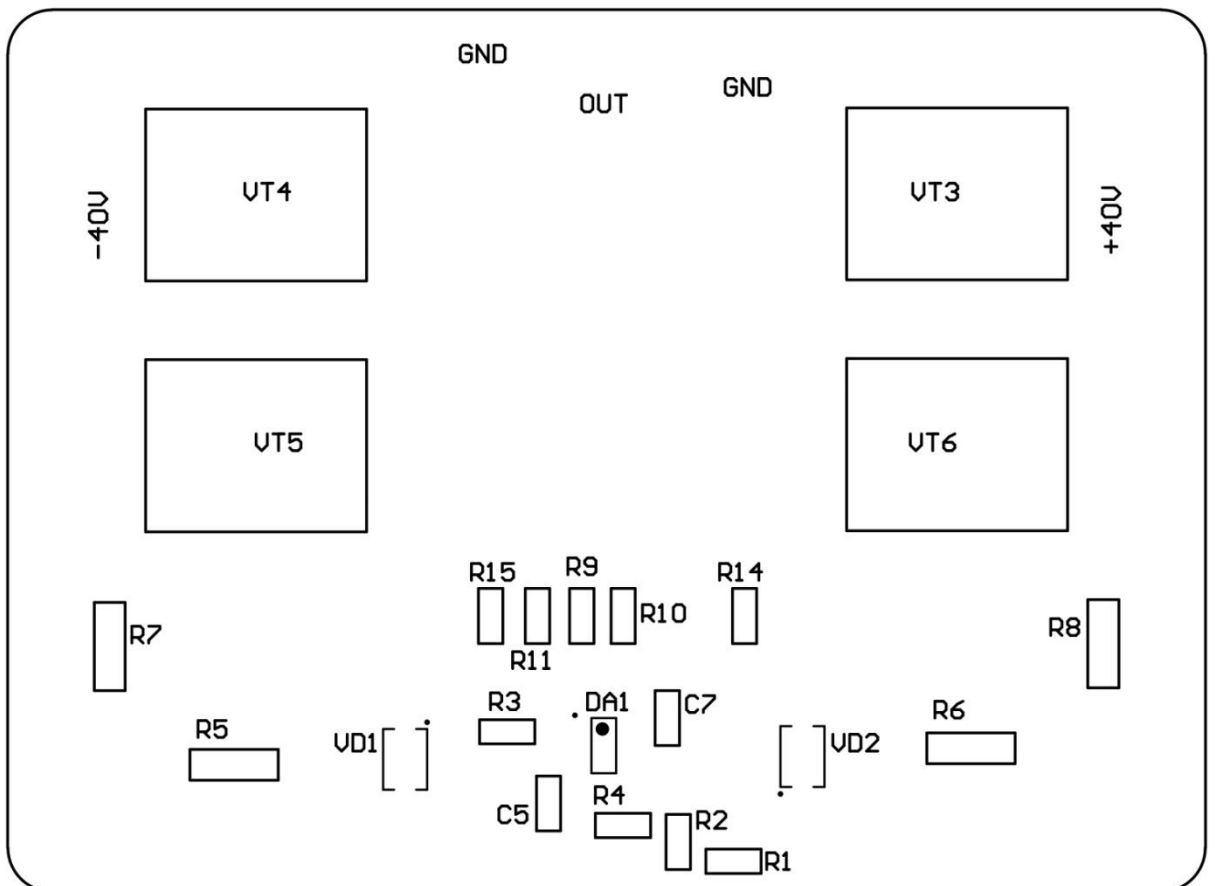 GND
GND
OUT
VT4
VT3
-40V
+40V
VT5
VT6
R15
R9
R14
R10
R7
R8
R11
R3
DA1
C7
R5
R6
VD1
VD2
R4
C5
R2
R1